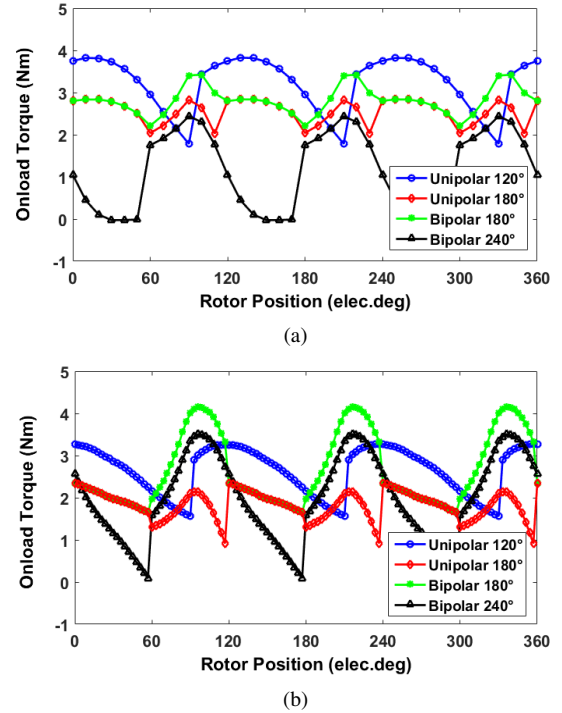 5
4
3
2
1
0
-1
Onload Torque (Nm)
Unipolar 120°
Unipolar 180°
Bipolar 180°
Bipolar 240°
0 60 120 180 240 300 360
Rotor Position (elec.deg)
(a)
5
4
3
2
1
0
-1
Onload Torque (Nm)
Unipolar 120°
Unipolar 180°
Bipolar 180°
Bipolar 240°
0 60 120 180 240 300 360
Rotor Position (elec.deg)
(b)